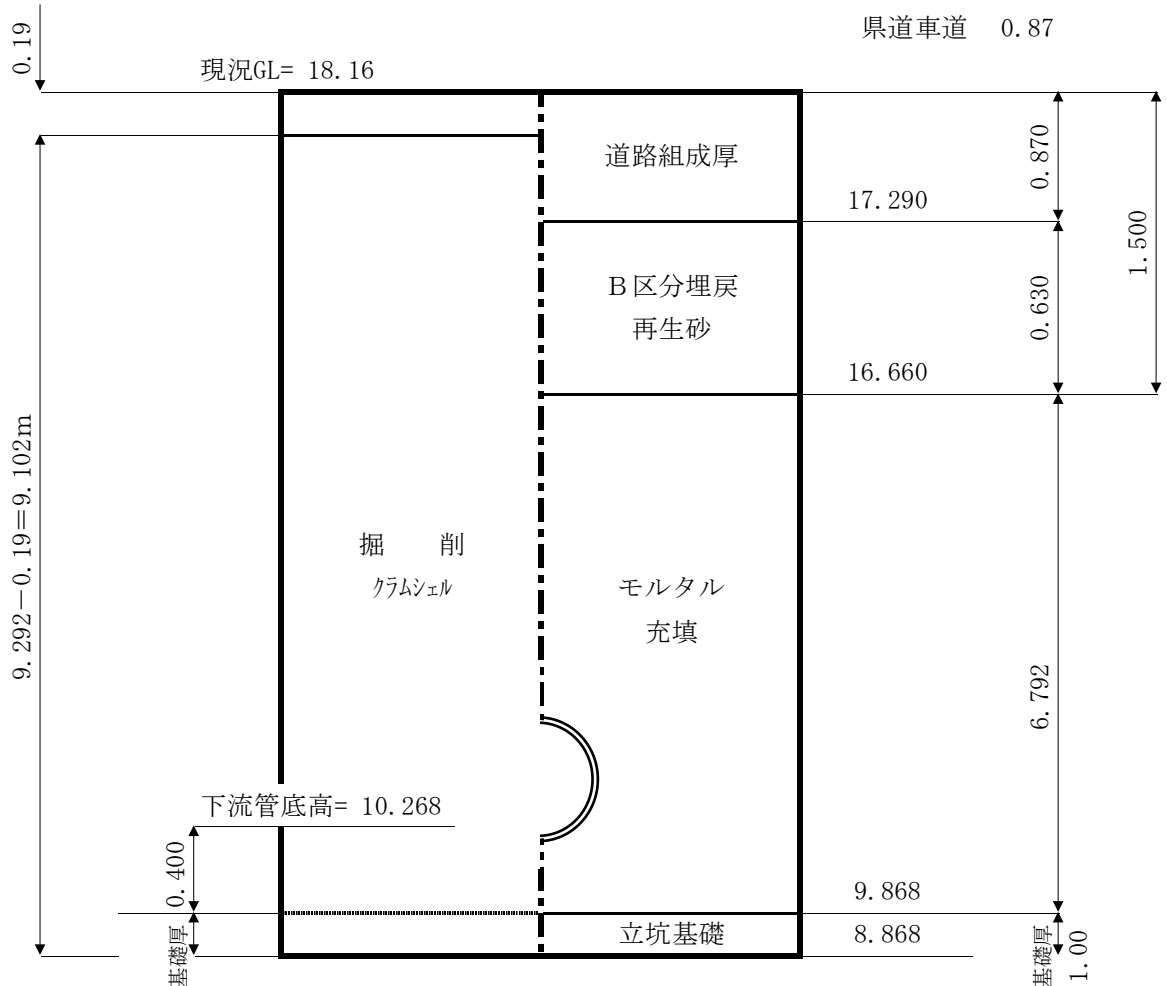 県道車道 0.87
0.19
現況GL= 18.16
道路組成厚
0.870
17.290
1.500
B区分埋戻
再生砂
0.630
16.660
9.292－0.19＝9.102m
掘 削
クラムシェル
モルタル
充填
6.792
下流管底高= 10.268
0.400
9.868
立坑基礎
8.868
基礎厚
基礎厚
1.00